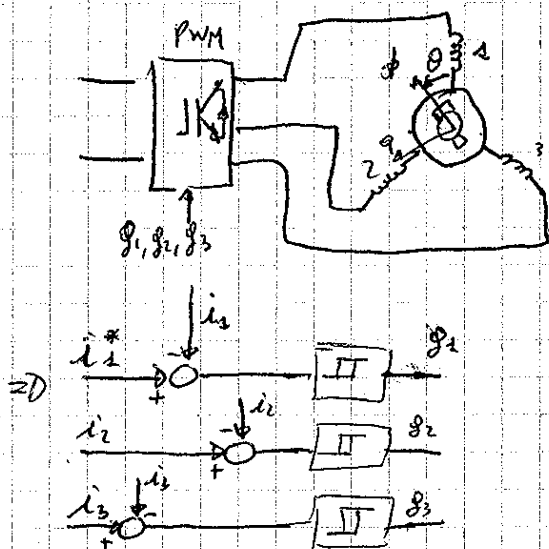 PWM
θ
1
2
3
g1, g2, g3
i1
i1*
+
-
g1
=D
i2
i2
+
-
g2
i3
i3
+
-
g3